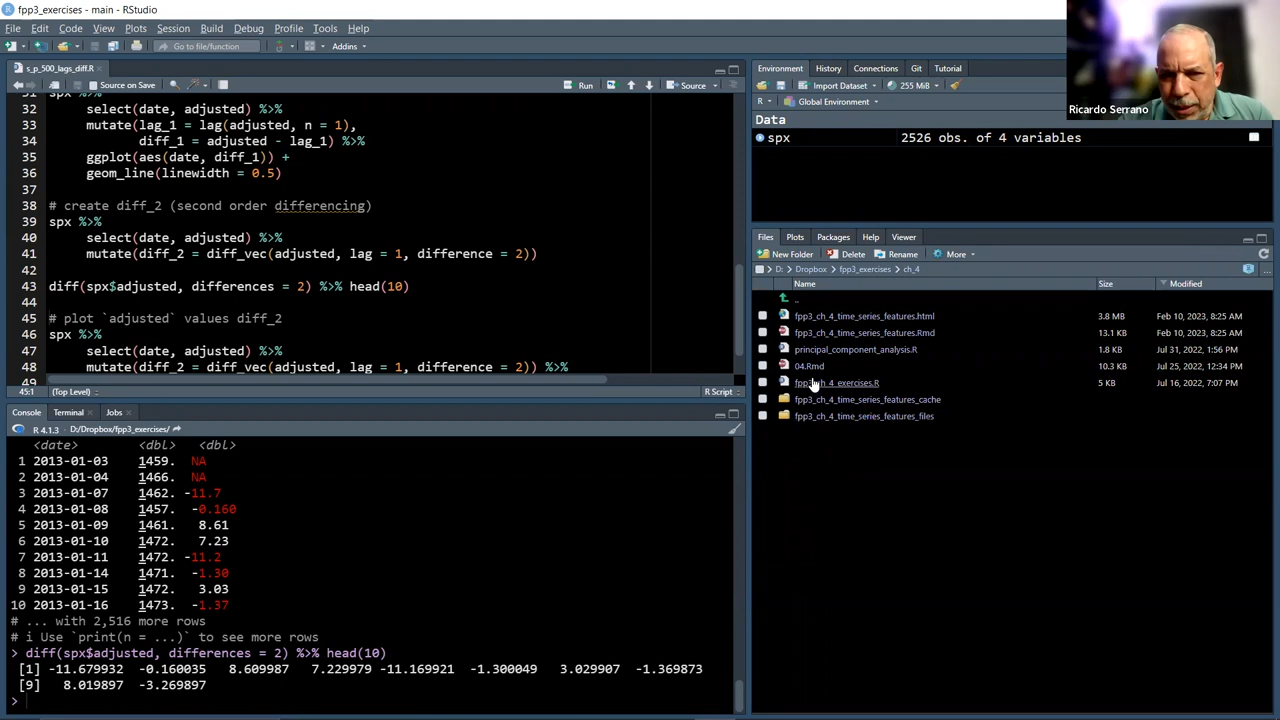 fpp3_exercises - main - RStudio
File Edit Code View Plots Session Build Debug Profile Tools Help
Go to file/function Addins
s_p_500_lags_diff.R
Source on Save Run Source
31 spx %>%
32 select(date, adjusted) %>%
33 mutate(lag_1 = lag(adjusted, n = 1),
34 diff_1 = adjusted - lag_1) %>%
35 ggplot(aes(date, diff_1)) +
36 geom_line(linewidth = 0.5)
37
38 # create diff_2 (second order differencing)
39 spx %>%
40 select(date, adjusted) %>%
41 mutate(diff_2 = diff_vec(adjusted, lag = 1, difference = 2))
42
43 diff(spx$adjusted, differences = 2) %>% head(10)
44
45 # plot `adjusted` values diff_2
46 spx %>%
47 select(date, adjusted) %>%
48 mutate(diff_2 = diff_vec(adjusted, lag = 1, difference = 2)) %>%
49
45:1 (Top Level) R Script
Console Terminal Jobs
R 4.1.3 · D:/Dropbox/fpp3_exercises/
<date> <dbl> <dbl>
1 2013-01-03 1459. NA
2 2013-01-04 1466. NA
3 2013-01-07 1462. -11.7
4 2013-01-08 1457. -0.160
5 2013-01-09 1461. 8.61
6 2013-01-10 1472. 7.23
7 2013-01-11 1472. -11.2
8 2013-01-14 1471. -1.30
9 2013-01-15 1472. 3.03
10 2013-01-16 1473. -1.37
# ... with 2,516 more rows
# i Use `print(n = ...)` to see more rows
> diff(spx$adjusted, differences = 2) %>% head(10)
[1] -11.679932 -0.160035 8.609987 7.229979 -11.169921 -1.300049 3.029907 -1.369873
[9] 8.019897 -3.269897
>
Environment History Connections Git Tutorial
Import Dataset 255 MiB
R Global Environment
Data
spx 2526 obs. of 4 variables
Ricardo Serrano
Files Plots Packages Help Viewer
New Folder Delete Rename More
D: Dropbox fpp3_exercises ch_4
Name Size Modified
..
fpp3_ch_4_time_series_features.html 3.8 MB Feb 10, 2023, 8:25 AM
fpp3_ch_4_time_series_features.Rmd 13.1 KB Feb 10, 2023, 8:25 AM
principal_component_analysis.R 1.8 KB Jul 31, 2022, 1:56 PM
04.Rmd 10.3 KB Jul 25, 2022, 12:34 PM
fpp3_ch_4_exercises.R 5 KB Jul 16, 2022, 7:07 PM
fpp3_ch_4_time_series_features_cache
fpp3_ch_4_time_series_features_files